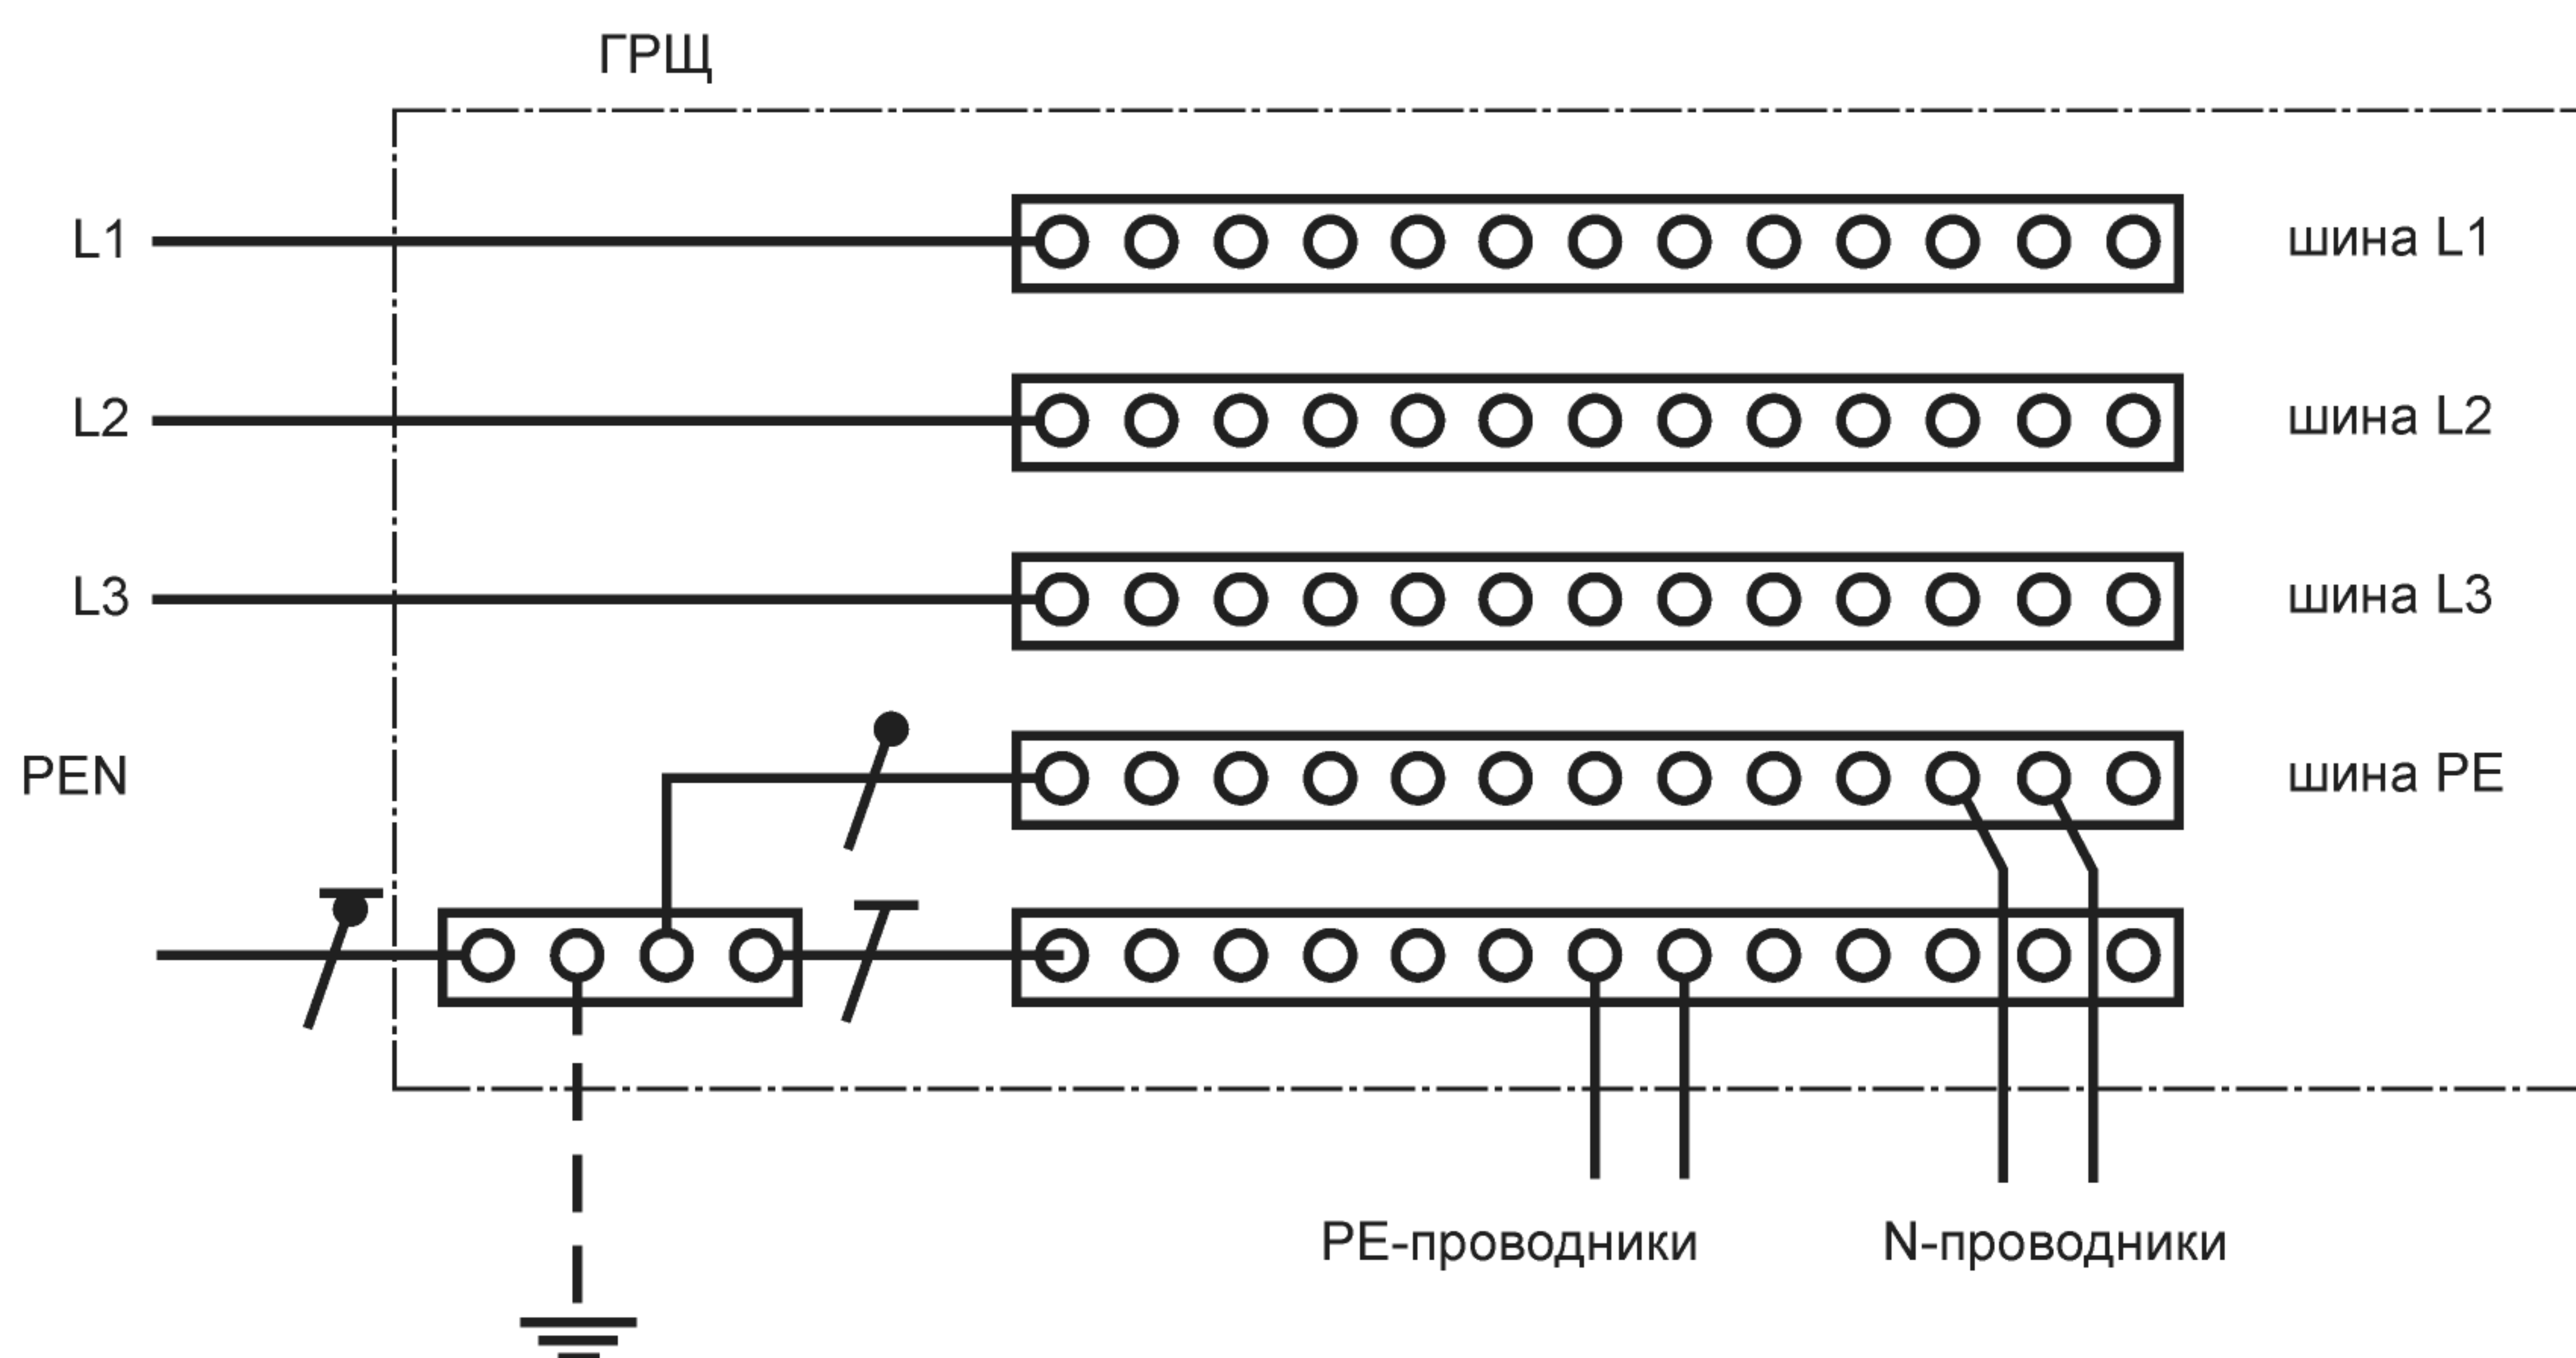 ГРЩ
L1
шина L1
L2
шина L2
L3
шина L3
PEN
шина PE
PE-проводники
N-проводники